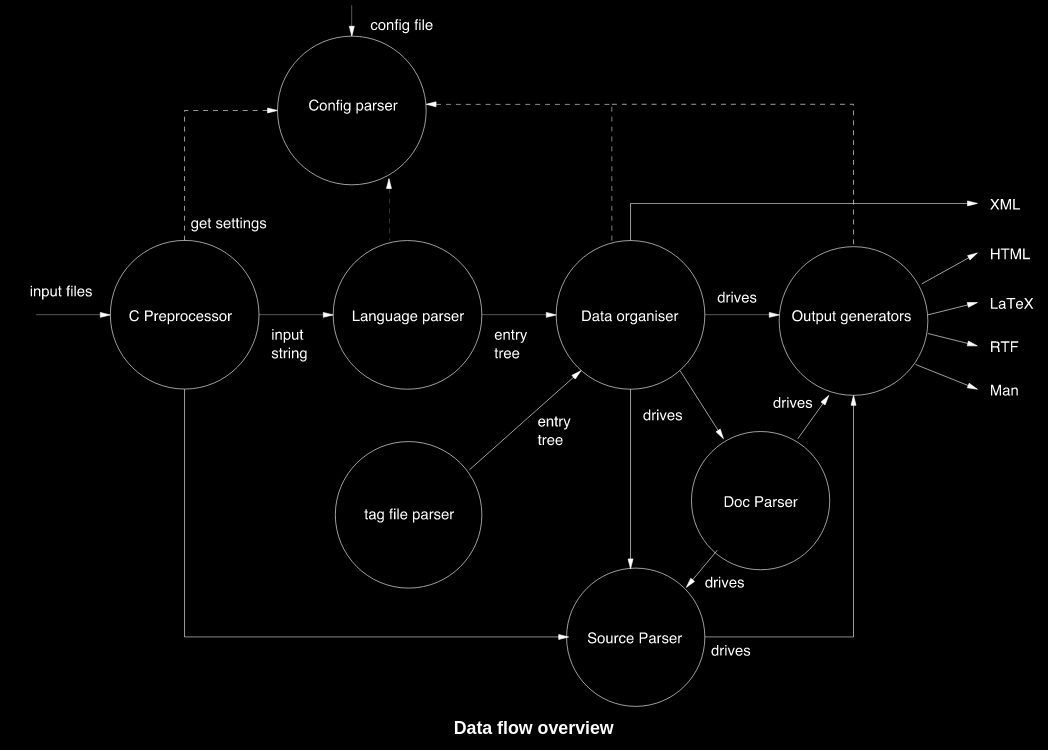 config file
Config parser
get settings
XML
HTML
input files
drives
LaTeX
C Preprocessor
Language parser
Data organiser
Output generators
input
string
entry
tree
RTF
Man
drives
drives
entry
tree
Doc Parser
tag file parser
drives
Source Parser
drives
Data flow overview